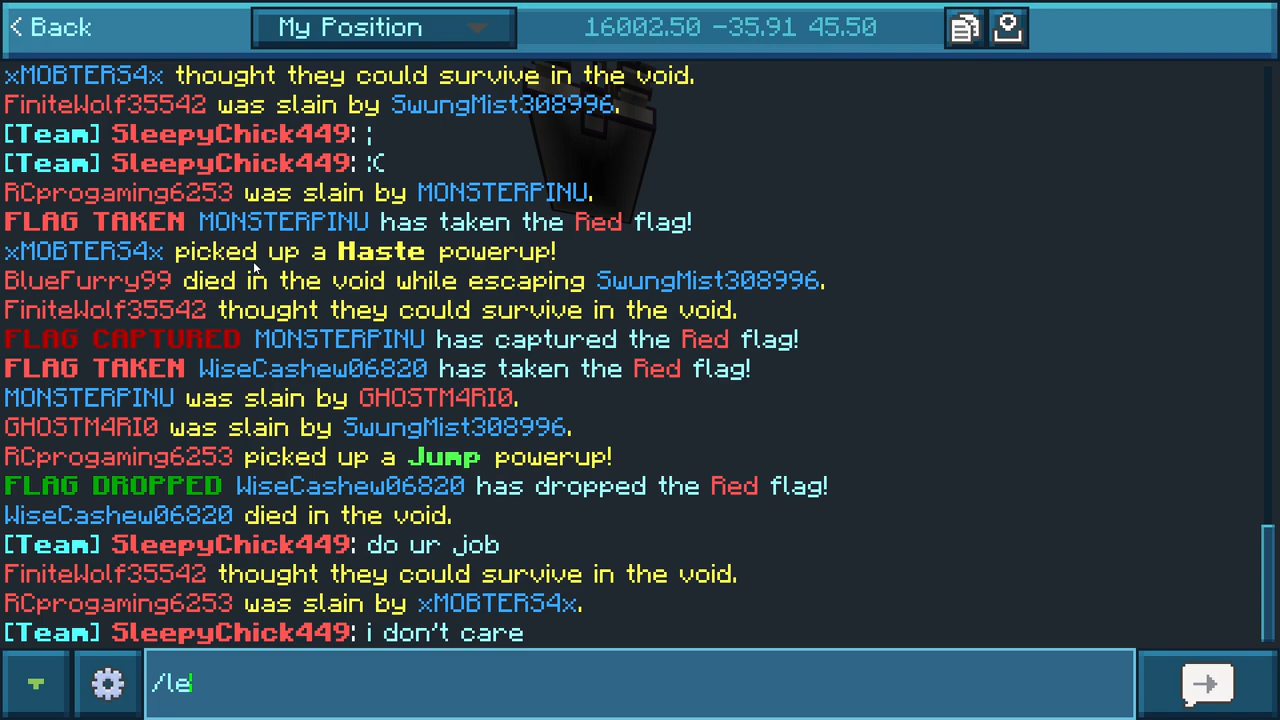 < Back
My Position
16002.50 -35.91 45.50
xMOBTERS4x thought they could survive in the void.
FiniteWolf35542 was slain by SwungMist308996.
[Team] SleepyChick449: ;
[Team] SleepyChick449: :C
RCprogaming6253 was slain by MONSTERPINU.
FLAG TAKEN MONSTERPINU has taken the Red flag!
xMOBTERS4x picked up a Haste powerup!
BlueFurry99 died in the void while escaping SwungMist308996.
FiniteWolf35542 thought they could survive in the void.
FLAG CAPTURED MONSTERPINU has captured the Red flag!
FLAG TAKEN WiseCashew06820 has taken the Red flag!
MONSTERPINU was slain by GHOSTM4RI0.
GHOSTM4RI0 was slain by SwungMist308996.
RCprogaming6253 picked up a Jump powerup!
FLAG DROPPED WiseCashew06820 has dropped the Red flag!
WiseCashew06820 died in the void.
[Team] SleepyChick449: do ur job
FiniteWolf35542 thought they could survive in the void.
RCprogaming6253 was slain by xMOBTERS4x.
[Team] SleepyChick449: i don't care
/le